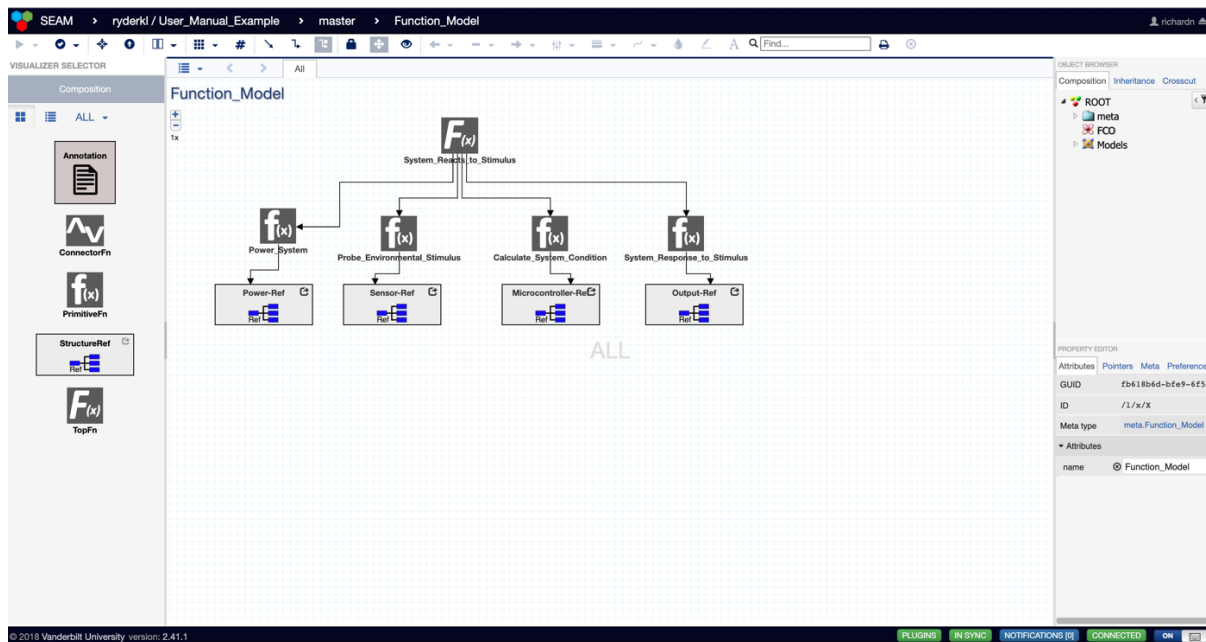 SEAM > ryderkl / User_Manual_Example > master > Function_Model
richardn
Find...
VISUALIZER SELECTOR
Composition
ALL
Annotation
ConnectorFn
f(x)
PrimitiveFn
StructureRef
Ref
F(x)
TopFn
All
Function_Model
1x
F(x)
System_Reacts_to_Stimulus
f(x) f(x) f(x) f(x)
Power_System Probe_Environmental_Stimulus Calculate_System_Condition System_Response_to_Stimulus
Power-Ref Sensor-Ref Microcontroller-Ref Output-Ref
Ref Ref Ref Ref
ALL
OBJECT BROWSER
Composition Inheritance Crosscut
ROOT
meta
FCO
Models
PROPERTY EDITOR
Attributes Pointers Meta Preference
GUID fb618b6d-bfe9-6f5
ID /1/x/X
Meta type meta.Function_Model
Attributes
name Function_Model
© 2018 Vanderbilt University version: 2.41.1
PLUGINS IN SYNC NOTIFICATIONS [0] CONNECTED ON